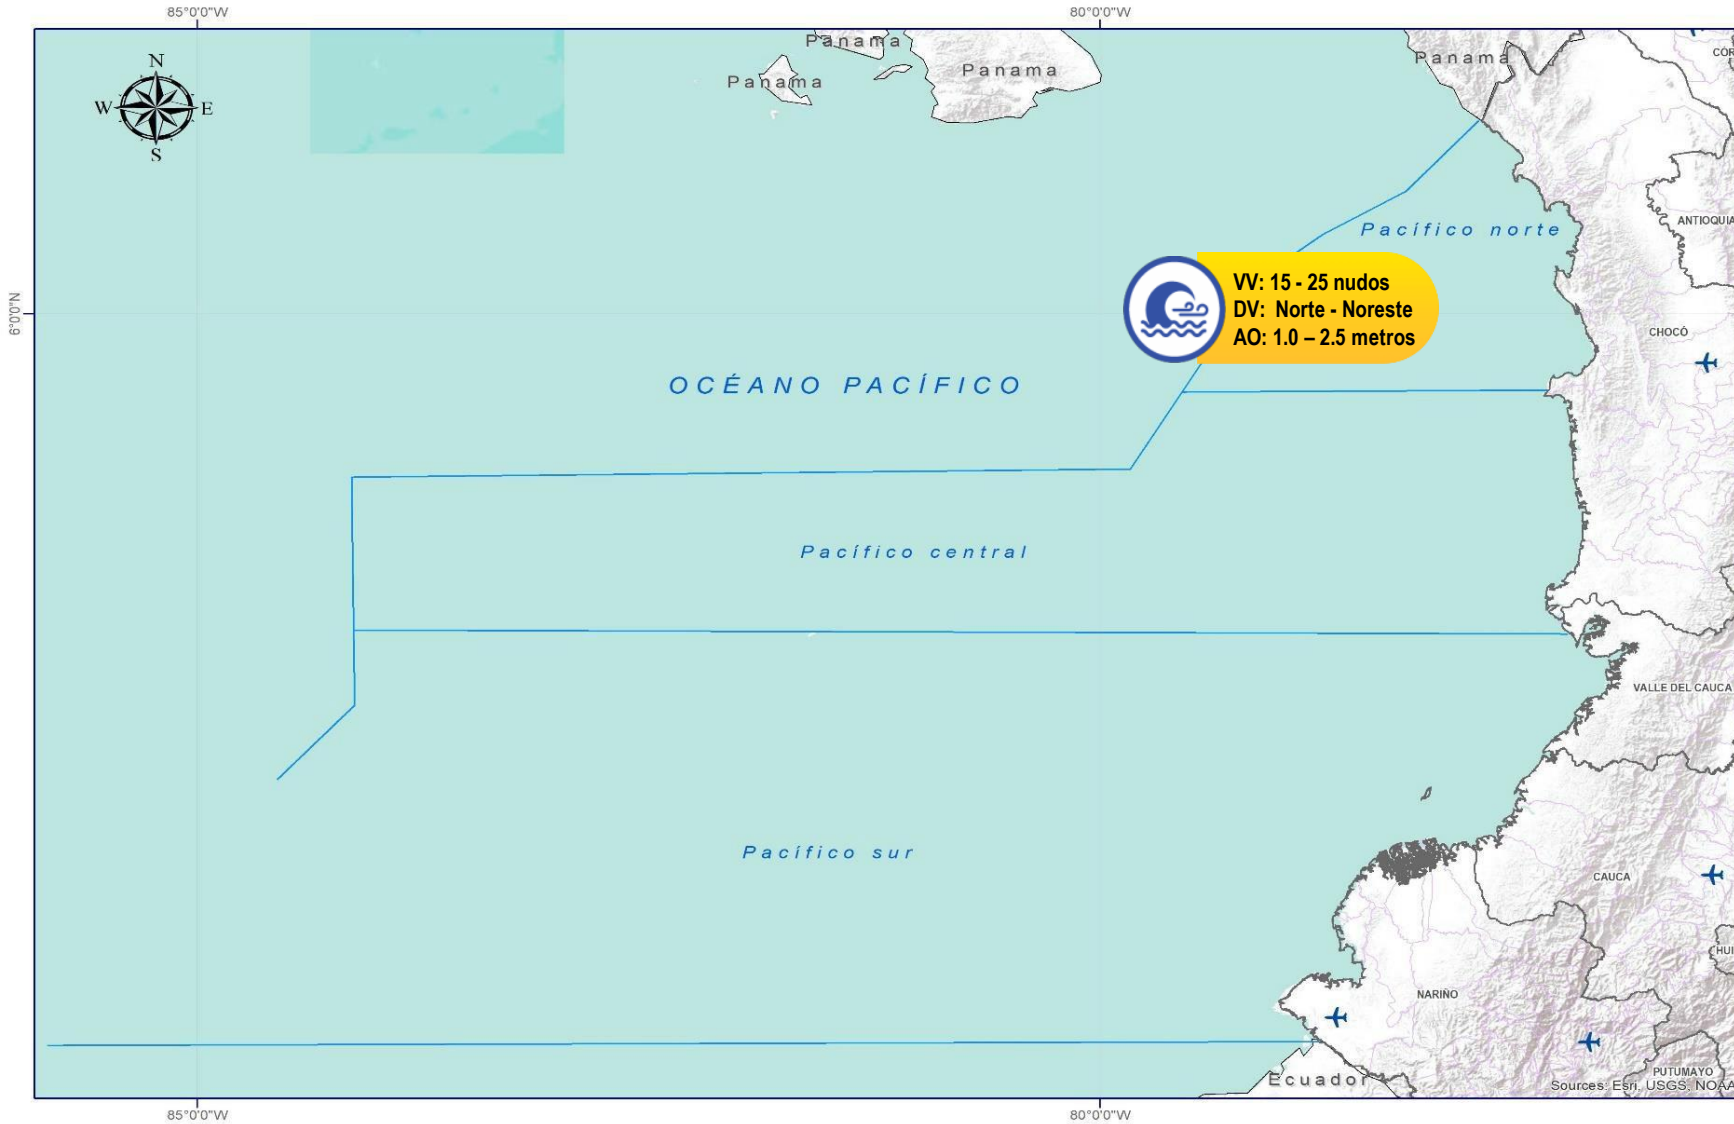 85°0'0"W
80°0'0"W
N
W
E
S
Panama
Panama
Panama
Panama
CÓR
Pacífico norte
ANTIOQUIA
VV: 15 - 25 nudos
DV: Norte - Noreste
AO: 1.0 – 2.5 metros
6°0'0"N
CHOCÓ
OCÉANO PACÍFICO
Pacífico central
VALLE DEL CAUCA
Pacífico sur
CAUCA
HUI
NARIÑO
PUTUMAYO
Ecuador
Sources: Esri, USGS, NOAA
85°0'0"W
80°0'0"W